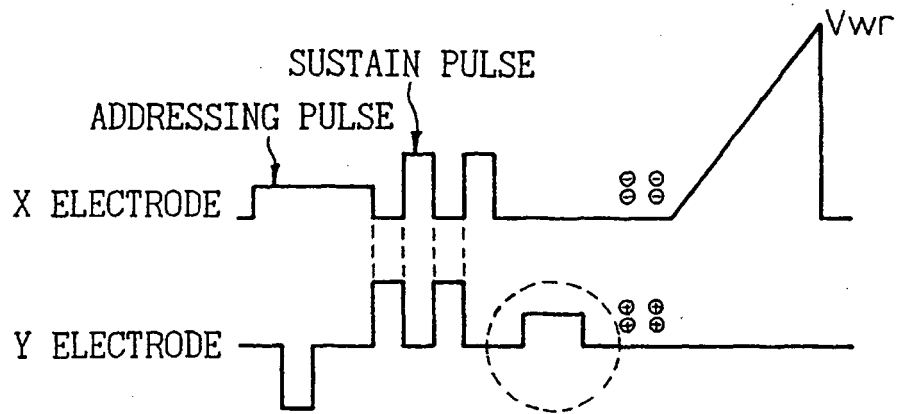 Vwr
SUSTAIN PULSE
ADDRESSING PULSE
X ELECTRODE
⊖ ⊖
⊖ ⊖
Y ELECTRODE
⊕ ⊕
⊕ ⊕